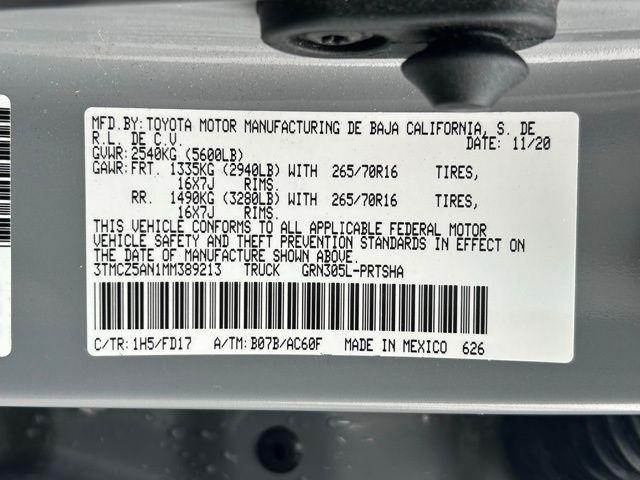 MFD.BY: TOYOTA MOTOR MANUFACTURING DE BAJA CALIFORNIA, S. DE
R.L. DE C.V. DATE: 11/20
GVWR: 2540KG (5600LB)
GAWR: FRT. 1335KG (2940LB) WITH 265/70R16 TIRES,
16X7J RIMS.
RR. 1490KG (3280LB) WITH 265/70R16 TIRES,
16X7J RIMS.
THIS VEHICLE CONFORMS TO ALL APPLICABLE FEDERAL MOTOR
VEHICLE SAFETY AND THEFT PREVENTION STANDARDS IN EFFECT ON
THE DATE OF MANUFACTURE SHOWN ABOVE.
3TMCZ5AN1MM389213 TRUCK GRN305L-PRTSHA
C/TR: 1H5/FD17 A/TM: B07B/AC60F MADE IN MEXICO 626